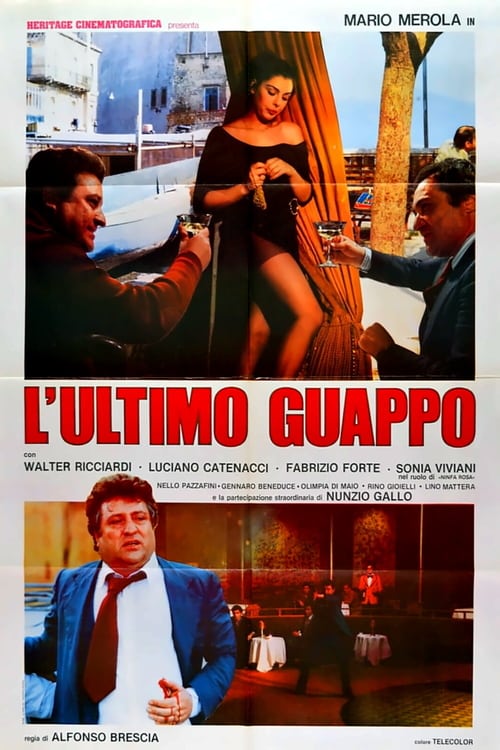 HERITAGE CINEMATOGRAFICA presenta
MARIO MEROLA IN
L'ULTIMO GUAPPO
con
WALTER RICCIARDI · LUCIANO CATENACCI · FABRIZIO FORTE · SONIA VIVIANI
nel ruolo di «NINFA ROSA»
NELLO PAZZAFINI · GENNARO BENEDUCE · OLIMPIA DI MAIO · RINO GIOIELLI · LINO MATTERA
e la partecipazione straordinaria di NUNZIO GALLO
regia di ALFONSO BRESCIA
colore TELECOLOR